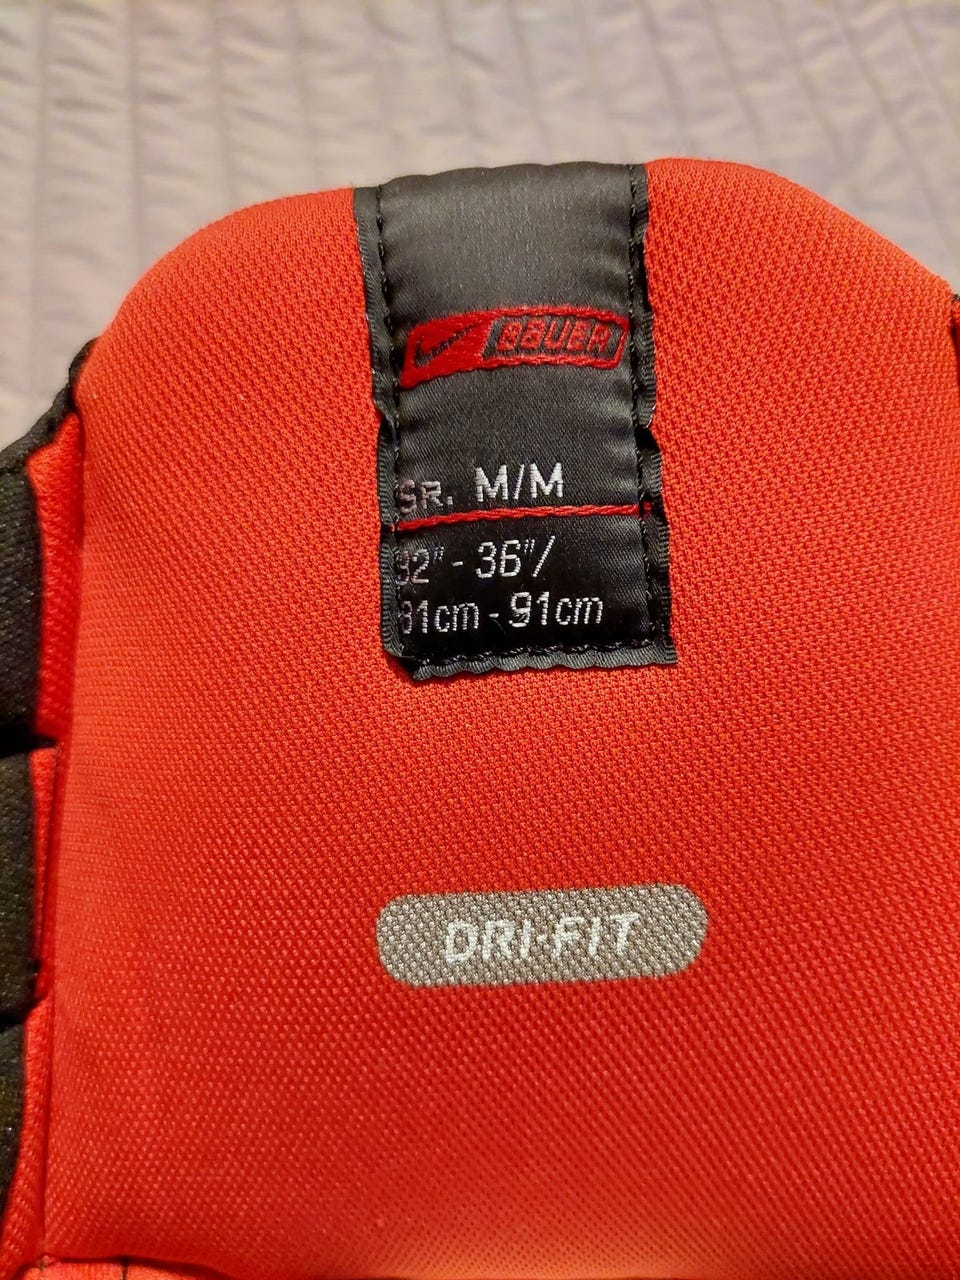 BAUER
SR. M/M
32" - 36"/
81cm - 91cm
DRI-FIT